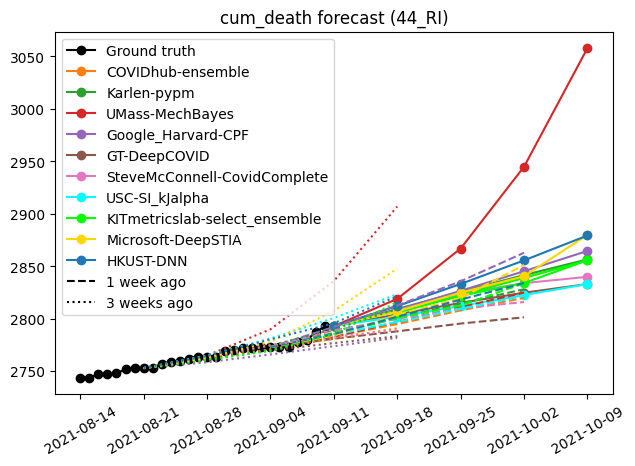 cum_death forecast (44_RI)
3050
3000
2950
2900
2850
2800
2750
Ground truth
COVIDhub-ensemble
Karlen-pypm
UMass-MechBayes
Google_Harvard-CPF
GT-DeepCOVID
SteveMcConnell-CovidComplete
USC-SI_kJalpha
KITmetricslab-select_ensemble
Microsoft-DeepSTIA
HKUST-DNN
1 week ago
3 weeks ago
2021-08-14
2021-08-21
2021-08-28
2021-09-04
2021-09-11
2021-09-18
2021-09-25
2021-10-02
2021-10-09